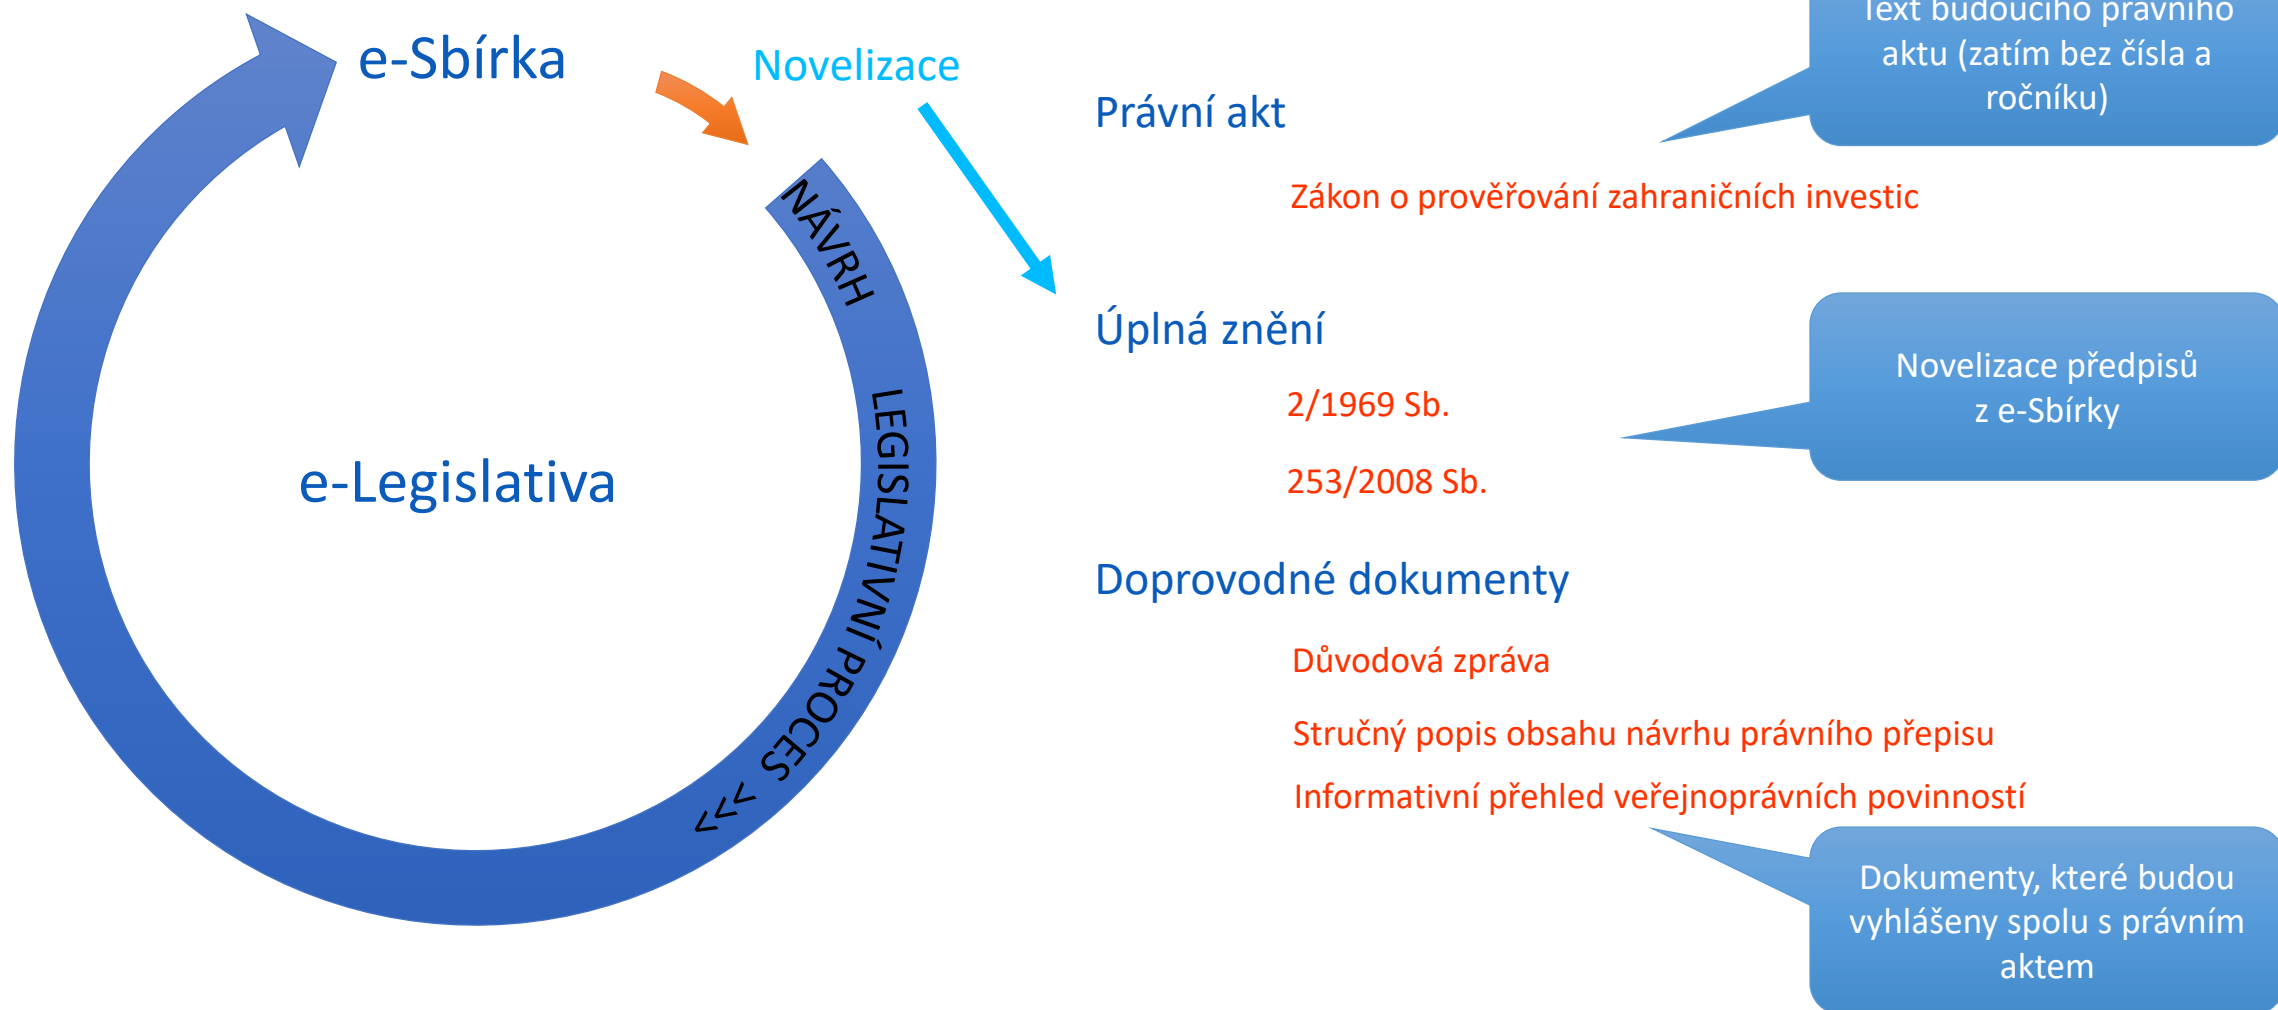 e-Sbírka
Novelizace
NÁVRH
LEGISLATIVNÍ PROCES >>>
e-Legislativa
Právní akt
Text budoucího právního
aktu (zatím bez čísla a
ročníku)
Zákon o prověřování zahraničních investic
Úplná znění
2/1969 Sb.
253/2008 Sb.
Novelizace předpisů
z e-Sbírky
Doprovodné dokumenty
Důvodová zpráva
Stručný popis obsahu návrhu právního přepisu
Informativní přehled veřejnoprávních povinností
Dokumenty, které budou
vyhlášeny spolu s právním
aktem